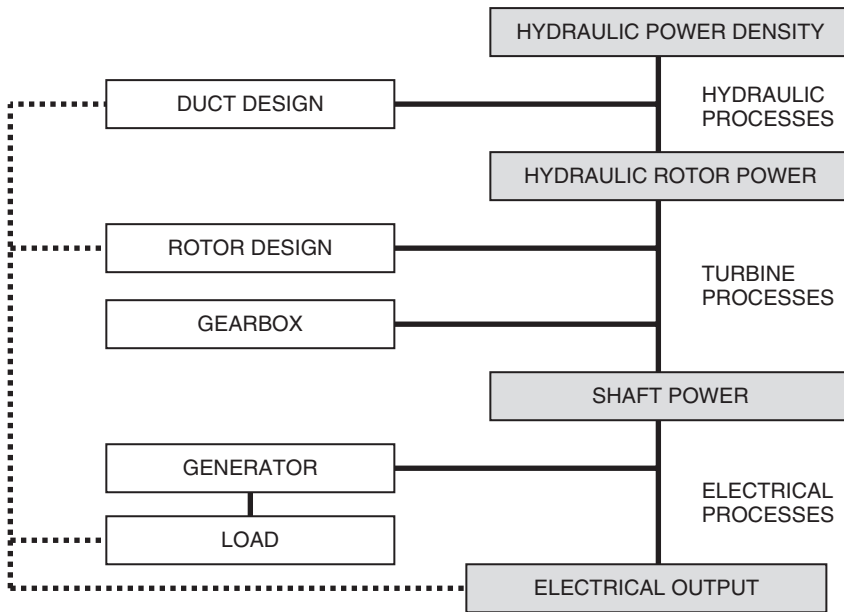 HYDRAULIC POWER DENSITY
DUCT DESIGN
HYDRAULIC
PROCESSES
HYDRAULIC ROTOR POWER
ROTOR DESIGN
TURBINE
PROCESSES
GEARBOX
SHAFT POWER
GENERATOR
ELECTRICAL
PROCESSES
LOAD
ELECTRICAL OUTPUT